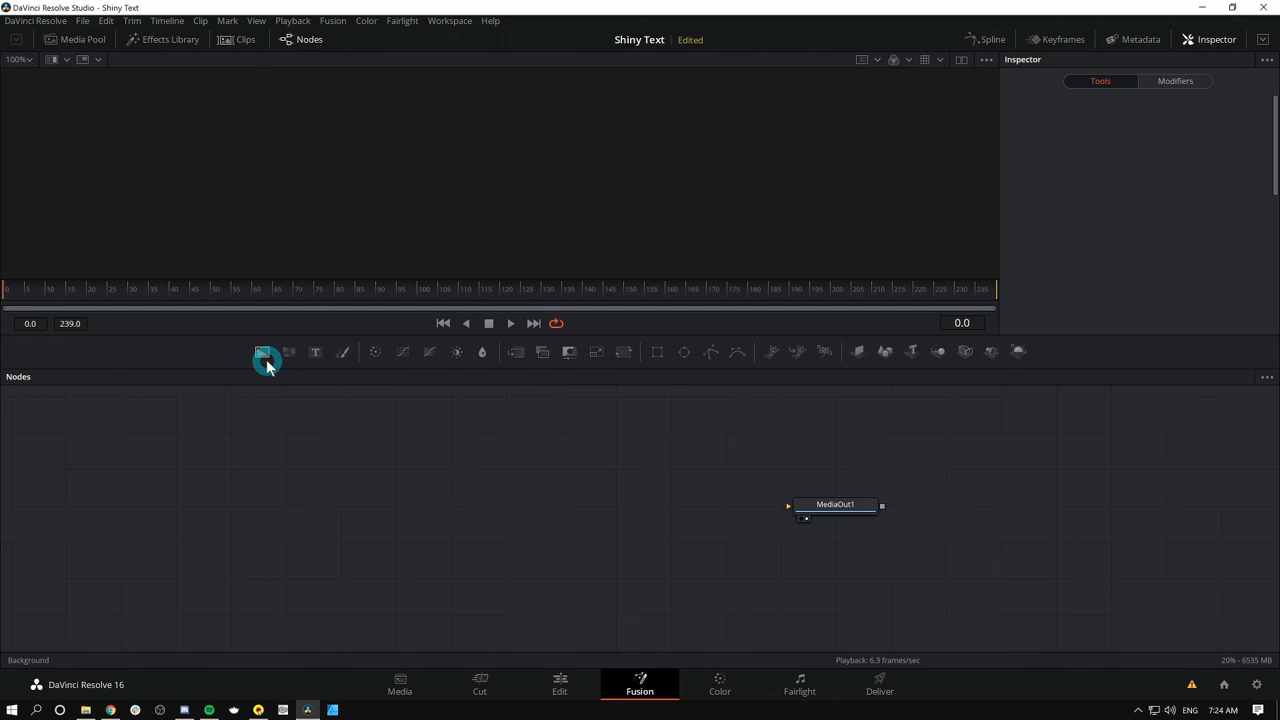 DaVinci Resolve Studio - Shiny Text
DaVinci Resolve File Edit Trim Timeline Clip Mark View Playback Fusion Color Fairlight Workspace Help
Media Pool Effects Library Clips Nodes Shiny Text Edited Spline Keyframes Metadata Inspector
100% Inspector
Tools Modifiers
0 5 10 15 20 25 30 35 40 45 50 55 60 65 70 75 80 85 90 95 100 105 110 115 120 125 130 135 140 145 150 155 160 165 170 175 180 185 190 195 200 205 210 215 220 225 230 235
0.0 239.0 0.0
T
Nodes
MediaOut1
Background Playback: 6.3 frames/sec 20% - 6535 MB
DaVinci Resolve 16 Media Cut Edit Fusion Color Fairlight Deliver
ENG 7:24 AM